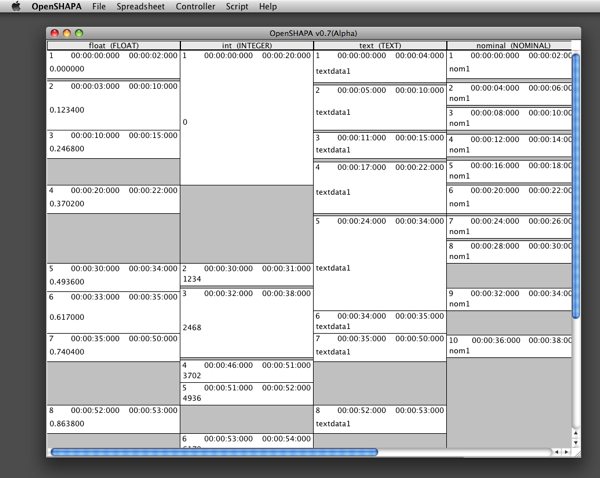 OpenSHAPA File Spreadsheet Controller Script Help
OpenSHAPA v0.7(Alpha)
float (FLOAT)
1 00:00:00:000 00:00:02:000
0.000000
2 00:00:03:000 00:00:10:000
0.123400
3 00:00:10:000 00:00:15:000
0.246800
4 00:00:20:000 00:00:22:000
0.370200
5 00:00:30:000 00:00:34:000
0.493600
6 00:00:33:000 00:00:35:000
0.617000
7 00:00:35:000 00:00:50:000
0.740400
8 00:00:52:000 00:00:53:000
0.863800
int (INTEGER)
1 00:00:00:000 00:00:20:000
0
2 00:00:30:000 00:00:31:000
1234
3 00:00:32:000 00:00:38:000
2468
4 00:00:46:000 00:00:51:000
3702
5 00:00:51:000 00:00:52:000
4936
6 00:00:53:000 00:00:54:000
text (TEXT)
1 00:00:00:000 00:00:04:000
textdata1
2 00:00:05:000 00:00:10:000
textdata1
3 00:00:11:000 00:00:15:000
textdata1
4 00:00:17:000 00:00:22:000
textdata1
5 00:00:24:000 00:00:34:000
textdata1
6 00:00:34:000 00:00:35:000
textdata1
7 00:00:35:000 00:00:50:000
textdata1
8 00:00:52:000 00:00:53:000
textdata1
nominal (NOMINAL)
1 00:00:00:000 00:00:02:00
nom1
2 00:00:04:000 00:00:06:00
nom1
3 00:00:08:000 00:00:10:00
nom1
4 00:00:12:000 00:00:14:00
nom1
5 00:00:16:000 00:00:18:00
nom1
6 00:00:20:000 00:00:22:00
nom1
7 00:00:24:000 00:00:26:00
nom1
8 00:00:28:000 00:00:30:00
nom1
9 00:00:32:000 00:00:34:00
nom1
10 00:00:36:000 00:00:38:00
nom1